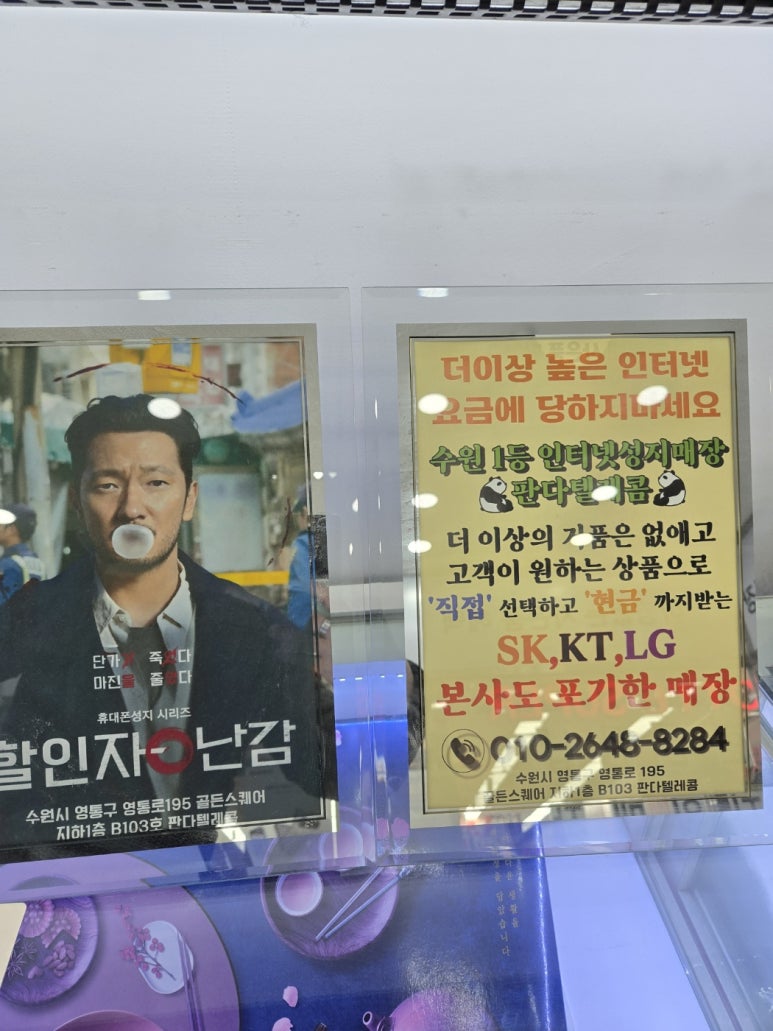 단가 죽 다
마진을 줄 다
휴대폰성지 시리즈
할인자O난감
수원시 영통구 영통로195 골든스퀘어
지하1층 B103호 판다텔레콤
더이상 높은 인터넷
요금에 당하지마세요
수원 1등 인터넷성지매장
판다텔레콤
더 이상의 거품은 없애고
고객이 원하는 상품으로
'직접' 선택하고 '현금' 까지받는
SK,KT,LG
본사도 포기한 매장
010-2648-8284
수원시 영통구 영통로 195
골든스퀘어 지하1층 B103 판다텔레콤